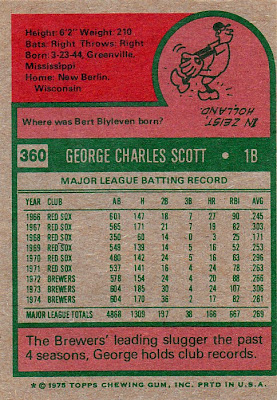 Height: 6'2" Weight: 210
Bats: Right Throws: Right
Born: 3-23-44, Greenville,
Mississippi
Home: New Berlin,
Wisconsin
IN ZEIST,
HOLLAND.
Where was Bert Blyleven born?
360 GEORGE CHARLES SCOTT • 1B
MAJOR LEAGUE BATTING RECORD
YEAR CLUB AB H 2B 3B HR RBI AVG
1966 RED SOX 601 147 18 7 27 90 .245
1967 RED SOX 565 171 21 7 19 82 .303
1968 RED SOX 350 60 14 0 3 25 .171
1969 RED SOX 549 139 14 5 16 52 .253
1970 RED SOX 480 142 24 5 16 63 .296
1971 RED SOX 537 141 16 4 24 78 .263
1972 BREWERS 578 154 24 4 20 88 .266
1973 BREWERS 604 185 30 4 24 107 .306
1974 BREWERS 604 170 36 2 17 82 .281
MAJOR LEAGUE TOTALS 4868 1309 197 38 166 667 .269
The Brewers' leading slugger the past
4 seasons, George holds club records.
* © 1975 TOPPS CHEWING GUM, INC. PRTD IN U.S.A.